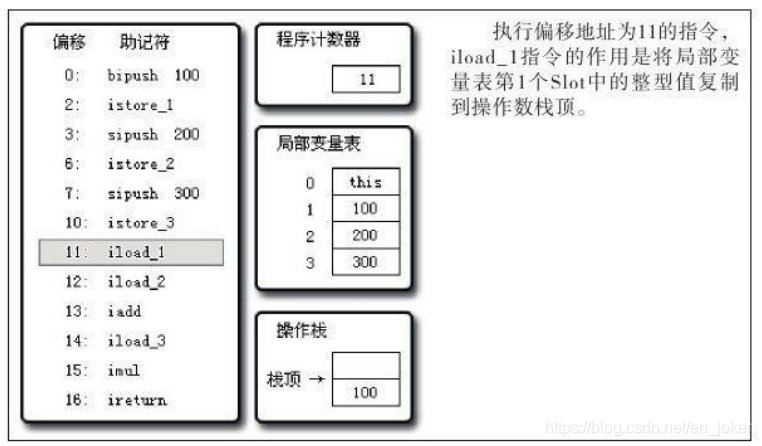 偏移 助记符
0: bipush 100
2: istore_1
3: sipush 200
6: istore_2
7: sipush 300
10: istore_3
11: iload_1
12: iload_2
13: iadd
14: iload_3
15: imul
16: ireturn
程序计数器
11
局部变量表
0 this
1 100
2 200
3 300
操作栈
栈顶 →
100
执行偏移地址为11的指令，
iload_1指令的作用是将局部变
量表第1个Slot中的整型值复制
到操作数栈顶。
https://blog.csdn.net/en_joker